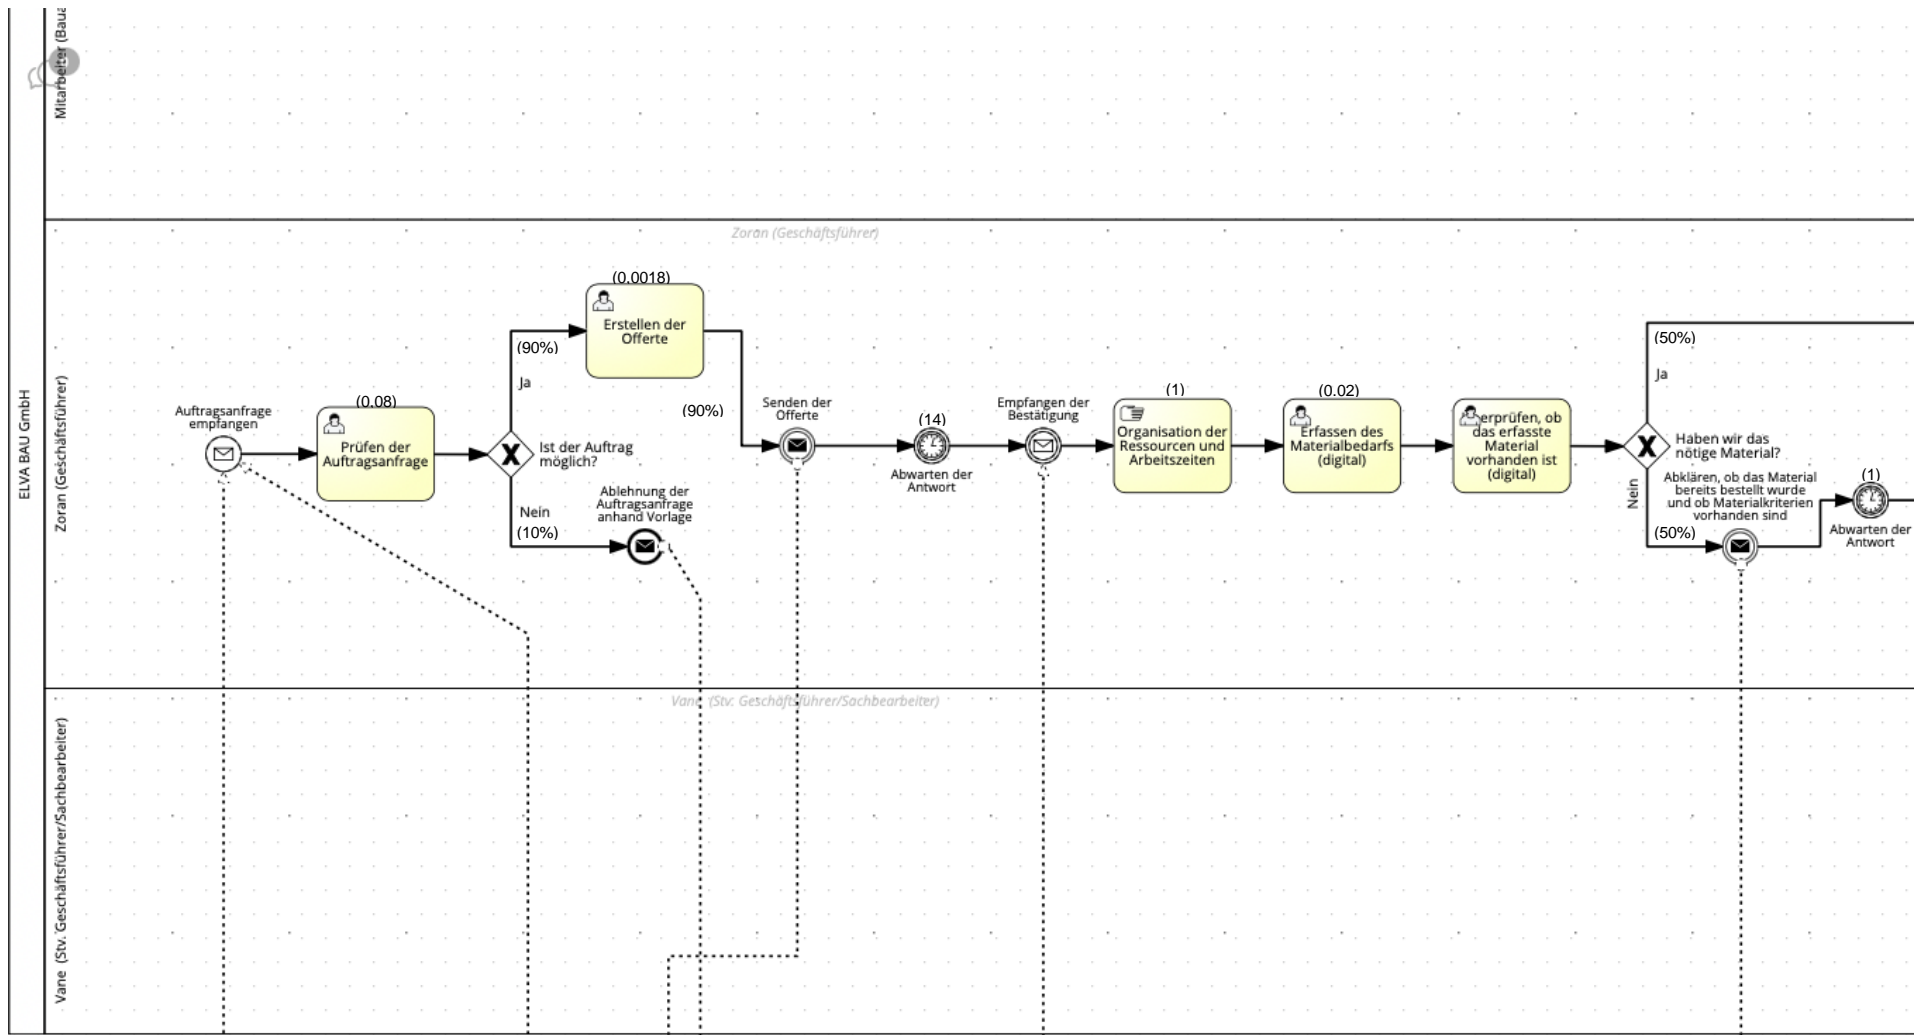 ELVA BAU GmbH
Mitarbeiter (Baua
Zoran (Geschäftsführer)
Zoran (Geschäftsführer)
Auftragsanfrage
empfangen
(0.08)
Prüfen der
Auftragsanfrage
Ist der Auftrag
möglich?
(90%)
Ja
Nein
(10%)
(0.0018)
Erstellen der
Offerte
(90%)
Ablehnung der
Auftragsanfrage
anhand Vorlage
Senden der
Offerte
(14)
Abwarten der
Antwort
Empfangen der
Bestätigung
(1)
Organisation der
Ressourcen und
Arbeitszeiten
(0.02)
Erfassen des
Materialbedarfs
(digital)
erprüfen, ob
das erfasste
Material
vorhanden ist
(digital)
Haben wir das
nötige Material?
(50%)
Ja
Nein
(50%)
Abklären, ob das Material
bereits bestellt wurde
und ob Materialkriterien
vorhanden sind
(1)
Abwarten der
Antwort
Vane (Stv. Geschäftsführer/Sachbearbeiter)
Vane (Stv. Geschäftsführer/Sachbearbeiter)